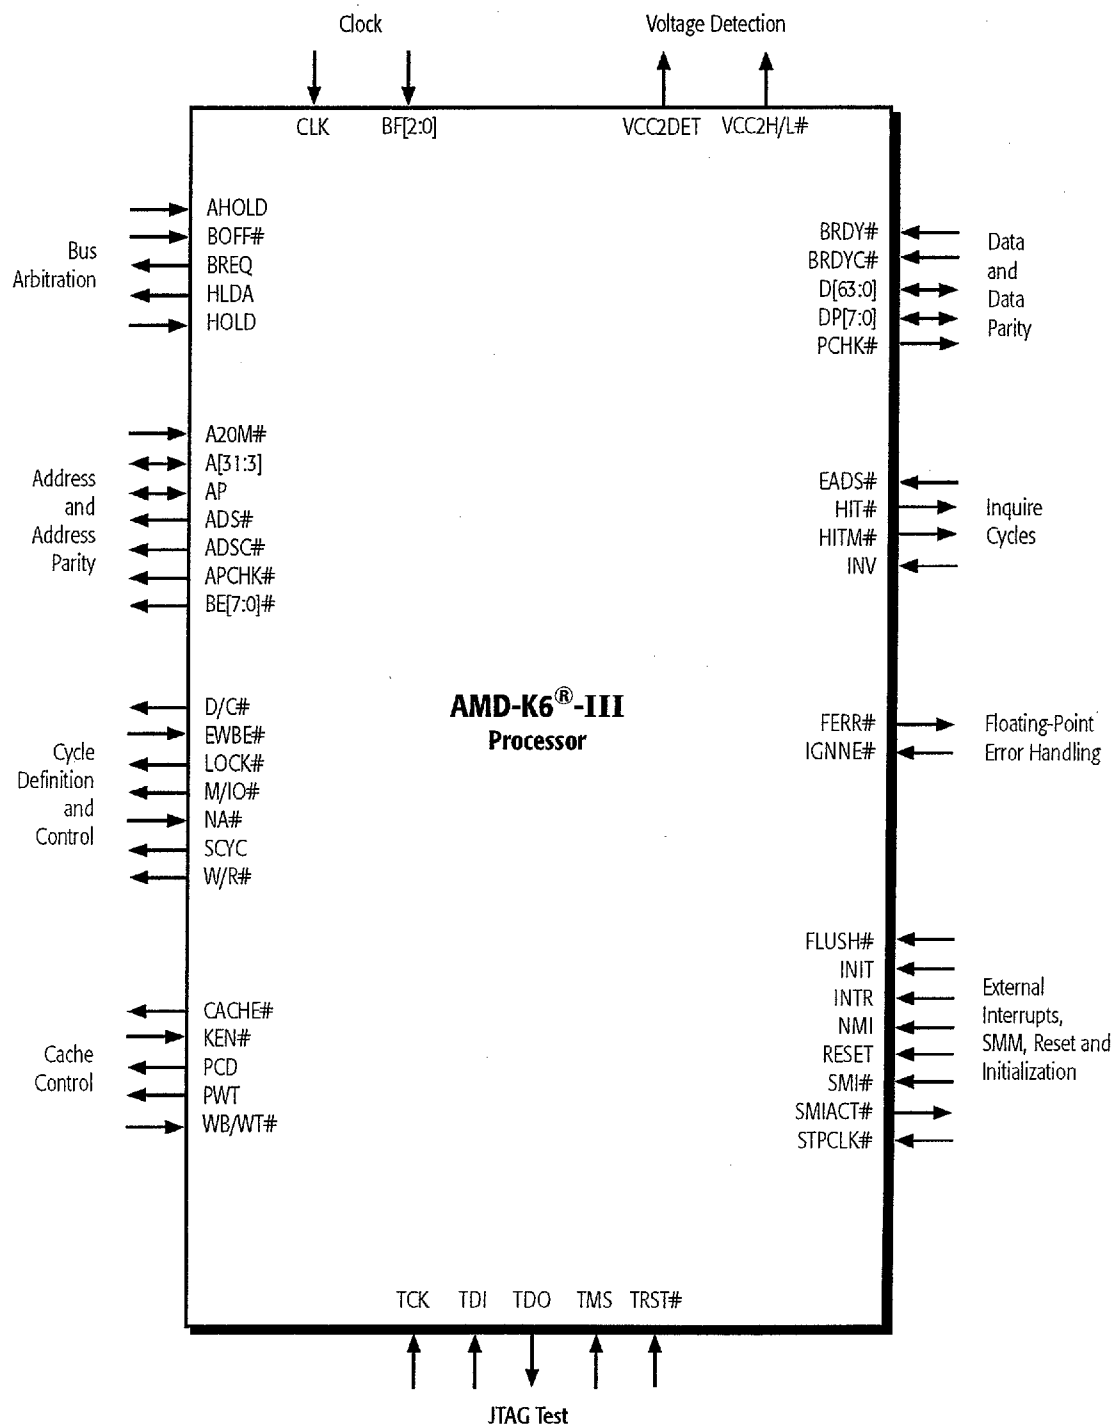 Clock
Voltage Detection
CLK
BF[2:0]
VCC2DET
VCC2H/L#
Bus
Arbitration
AHOLD
BOFF#
BREQ
HLDA
HOLD
BRDY#
BRDYC#
D[63:0]
DP[7:0]
PCHK#
Data
and
Data
Parity
Address
and
Address
Parity
A20M#
A[31:3]
AP
ADS#
ADSC#
APCHK#
BE[7:0]#
EADS#
HIT#
HITM#
INV
Inquire
Cycles
AMD-K6®-III
Processor
Cycle
Definition
and
Control
D/C#
EWBE#
LOCK#
M/IO#
NA#
SCYC
W/R#
FERR#
IGNNE#
Floating-Point
Error Handling
Cache
Control
CACHE#
KEN#
PCD
PWT
WB/WT#
FLUSH#
INIT
INTR
NMI
RESET
SMI#
SMIACT#
STPCLK#
External
Interrupts,
SMM, Reset and
Initialization
TCK
TDI
TDO
TMS
TRST#
JTAG Test